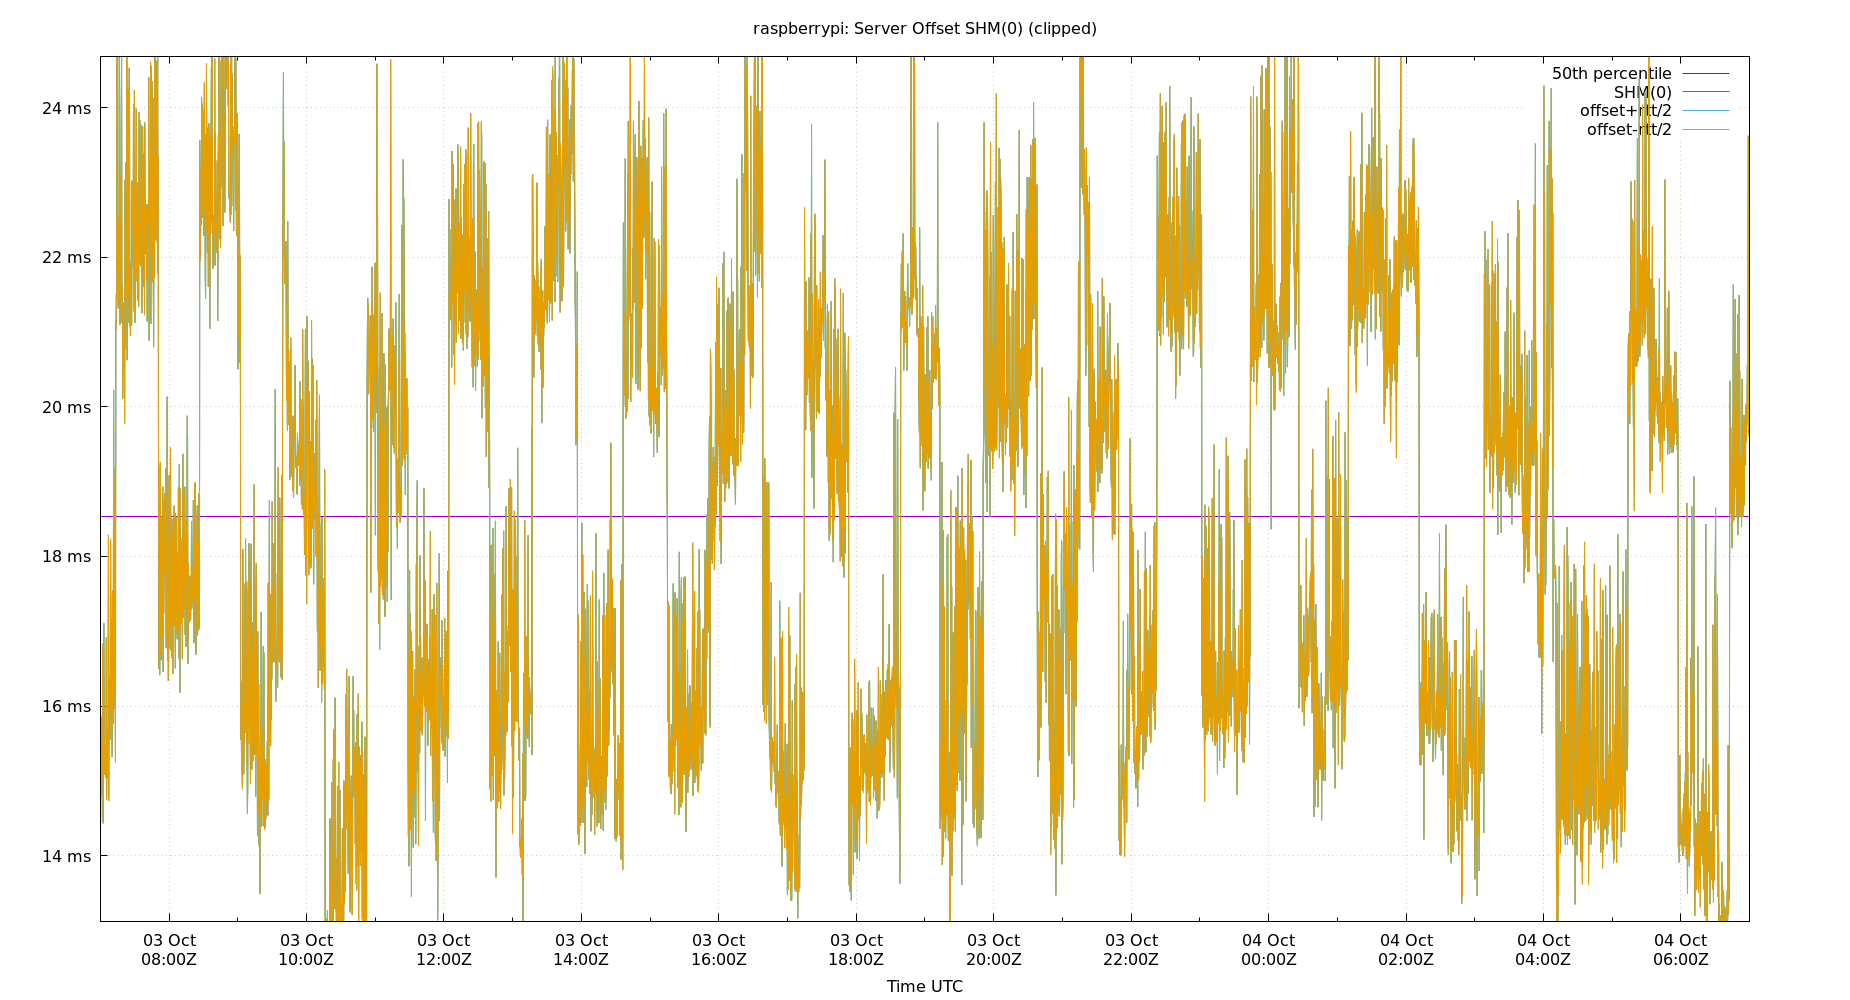 raspberrypi: Server Offset SHM(0) (clipped)
50th percentile
SHM(0)
offset+rtt/2
offset-rtt/2
24 ms
22 ms
20 ms
18 ms
16 ms
14 ms
03 Oct 03 Oct 03 Oct 03 Oct 03 Oct 03 Oct 03 Oct 03 Oct 04 Oct 04 Oct 04 Oct 04 Oct
08:00Z 10:00Z 12:00Z 14:00Z 16:00Z 18:00Z 20:00Z 22:00Z 00:00Z 02:00Z 04:00Z 06:00Z
Time UTC